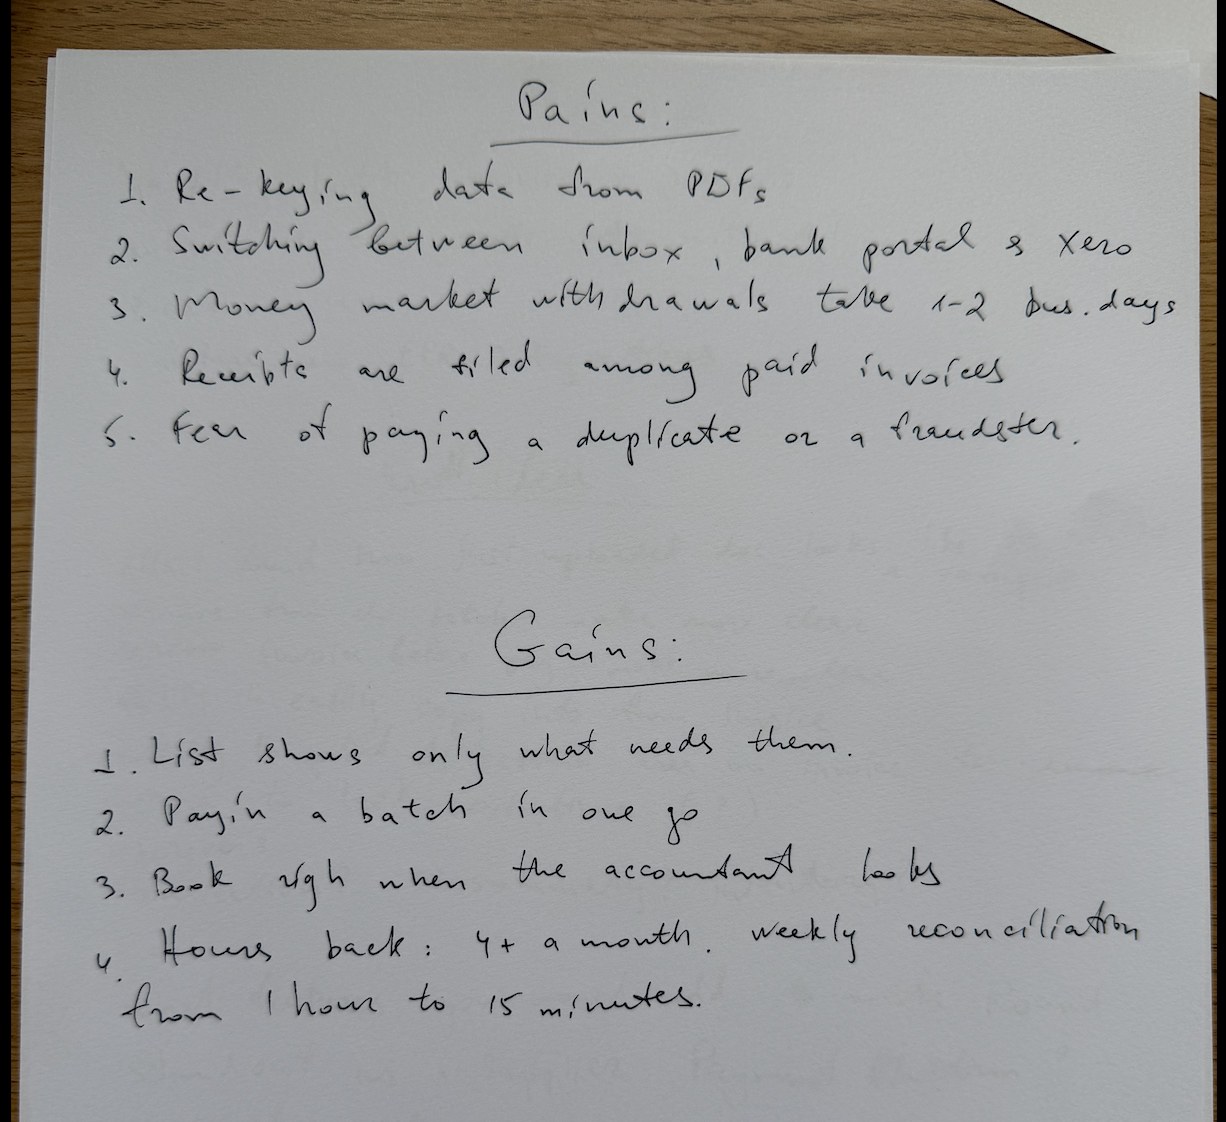 Pains:
1. Re-keying data from PDFs
2. Switching between inbox, bank portal & Xero
3. Money market withdrawals take 1-2 bus. days
4. Receipts are filed among paid invoices
5. Fear of paying a duplicate or a fraudster.
Gains:
1. List shows only what needs them.
2. Payin a batch in one go
3. Book righ when the accountant looks
4. Hours back: 4+ a month. weekly reconciliation
from 1 hour to 15 minutes.